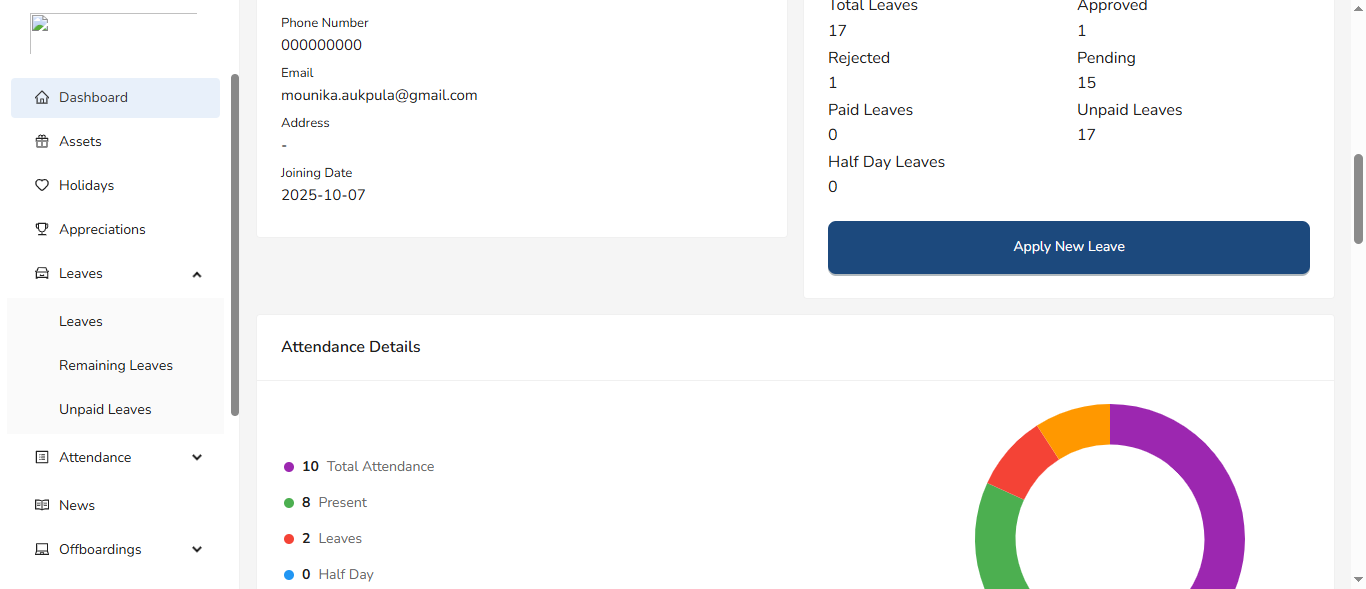 Dashboard
Assets
Holidays
Appreciations
Leaves
Leaves
Remaining Leaves
Unpaid Leaves
Attendance
News
Offboardings
Phone Number
000000000
Email
mounika.aukpula@gmail.com
Address
-
Joining Date
2025-10-07
Total Leaves
17
Approved
1
Rejected
1
Pending
15
Paid Leaves
0
Unpaid Leaves
17
Half Day Leaves
0
Apply New Leave
Attendance Details
10 Total Attendance
8 Present
2 Leaves
0 Half Day